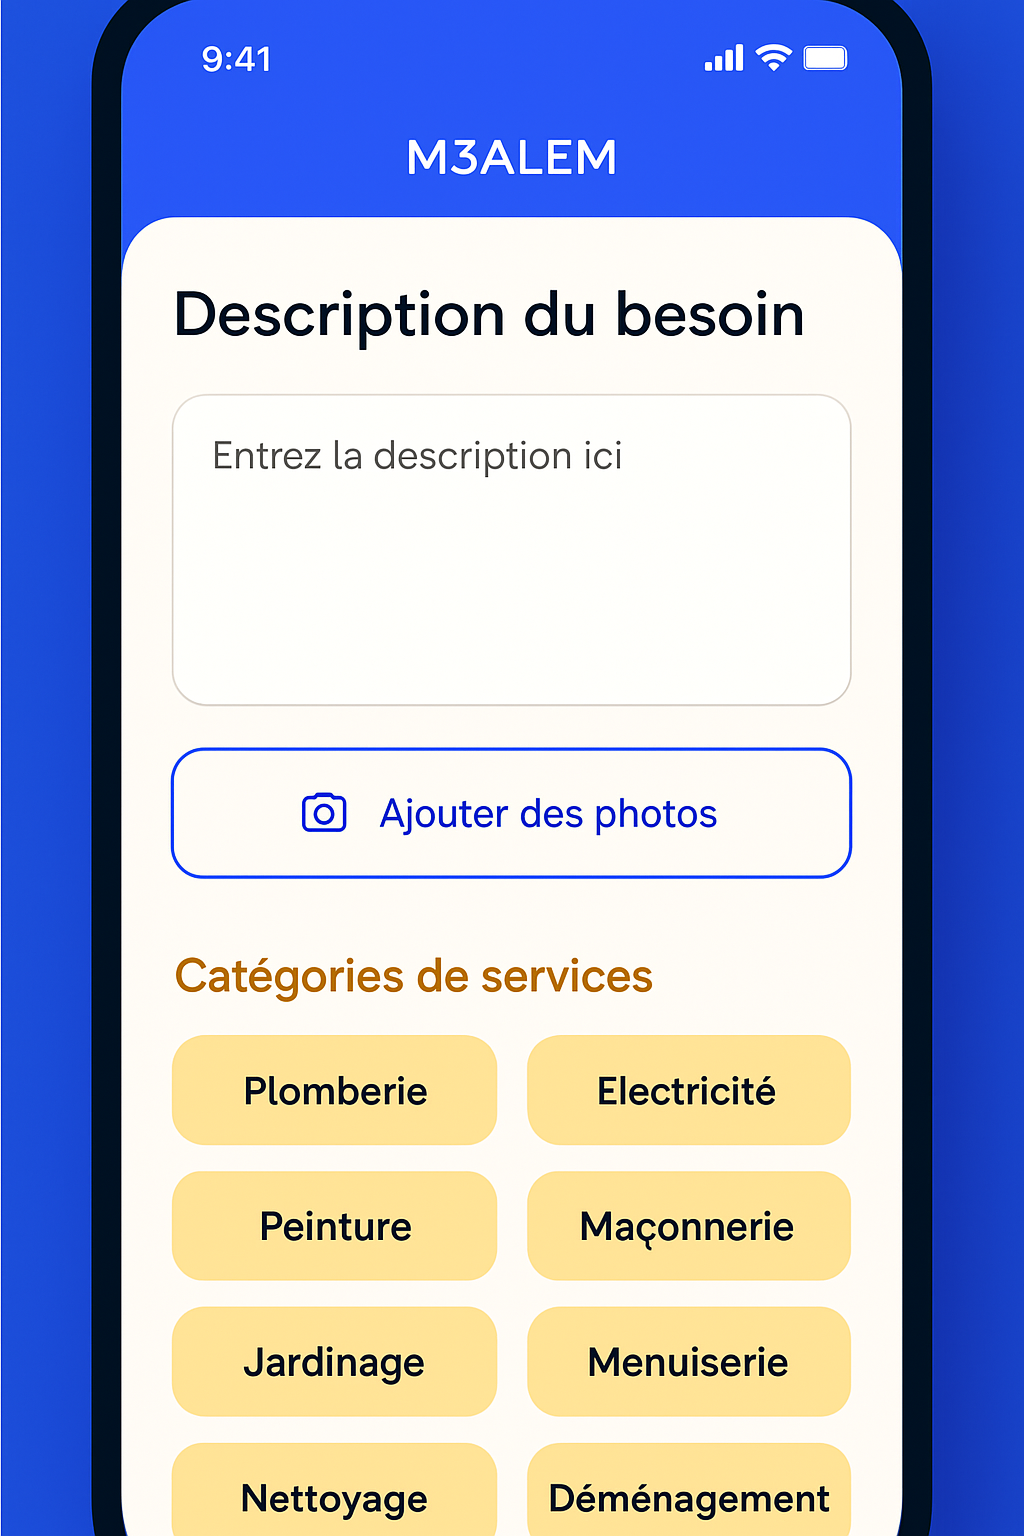 9:41
M3ALEM
Description du besoin
Entrez la description ici
Ajouter des photos
Catégories de services
Plomberie
Electricité
Peinture
Maçonnerie
Jardinage
Menuiserie
Nettoyage
Déménagement